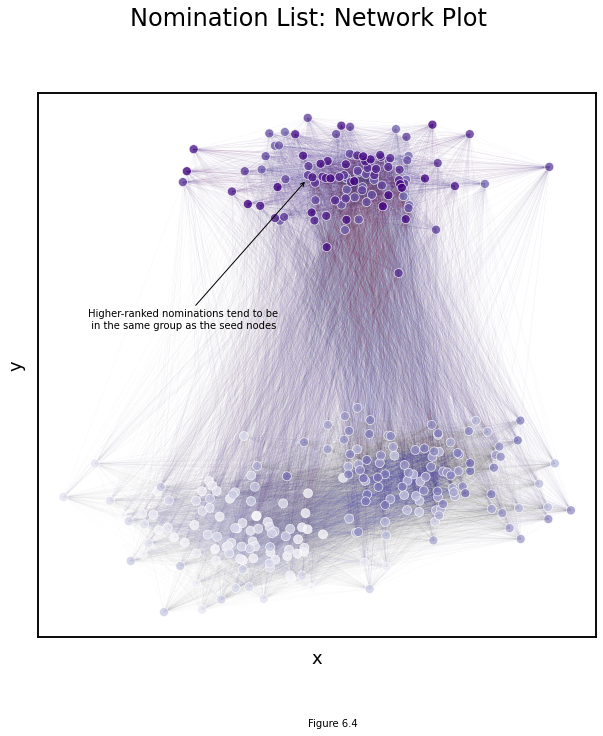 Nomination List: Network Plot
Higher-ranked nominations tend to be
in the same group as the seed nodes
y
x
Figure 6.4